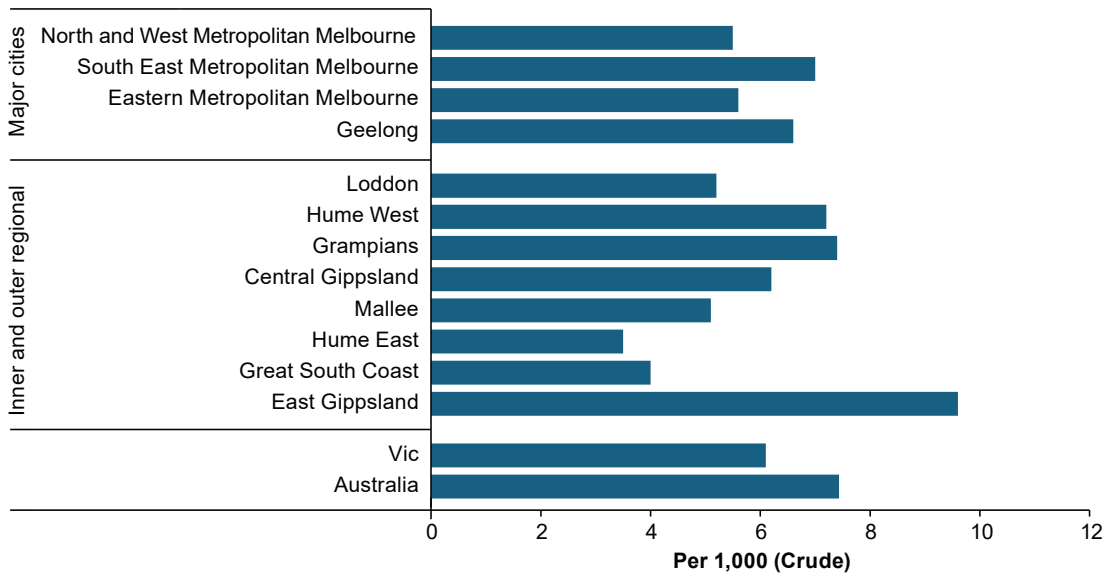 Major cities
North and West Metropolitan Melbourne
South East Metropolitan Melbourne
Eastern Metropolitan Melbourne
Geelong
Inner and outer regional
Loddon
Hume West
Grampians
Central Gippsland
Mallee
Hume East
Great South Coast
East Gippsland
Vic
Australia
0 2 4 6 8 10 12
Per 1,000 (Crude)